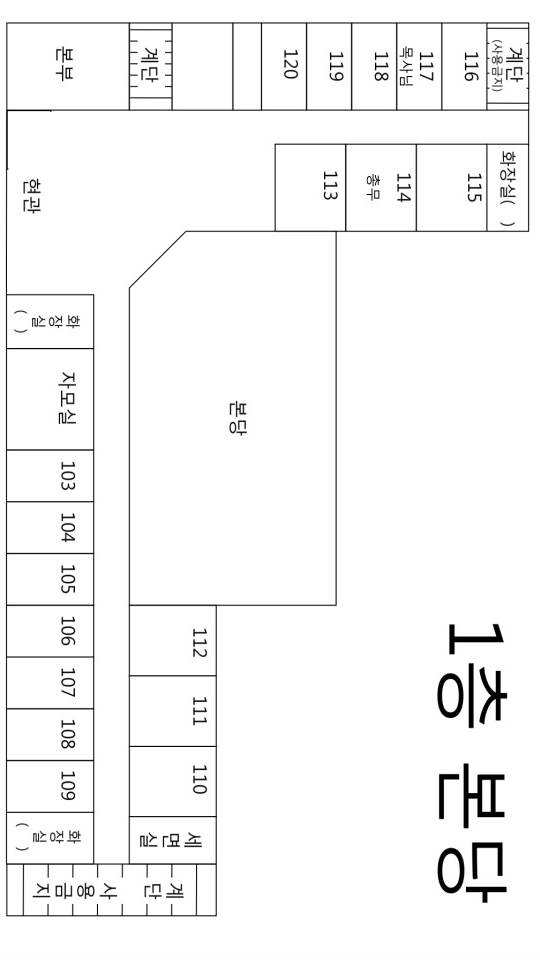 1층 본당
계단
(사용금지)
116
117
목사님
118
119
120
계단
본부
화장실( )
115
114
총무
113
현관
본당
화장
실
( )
자모실
103
104
105
106
107
108
109
화장
실
( )
112
111
110
세면
실
계단 사용금지